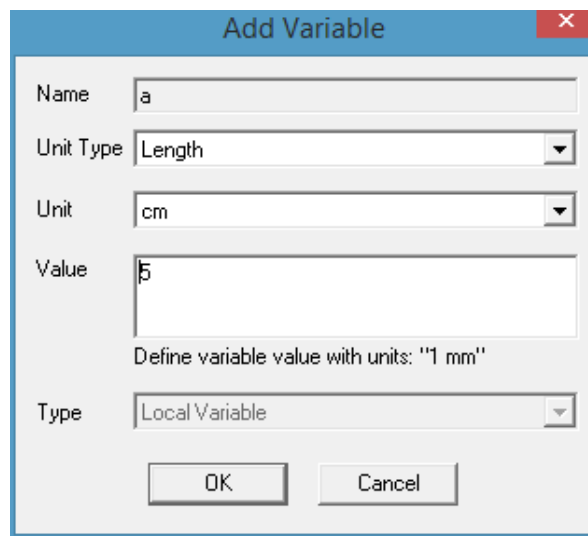 Add Variable
Name a
Unit Type Length
Unit cm
Value 5
Define variable value with units: "1 mm"
Type Local Variable
OK Cancel